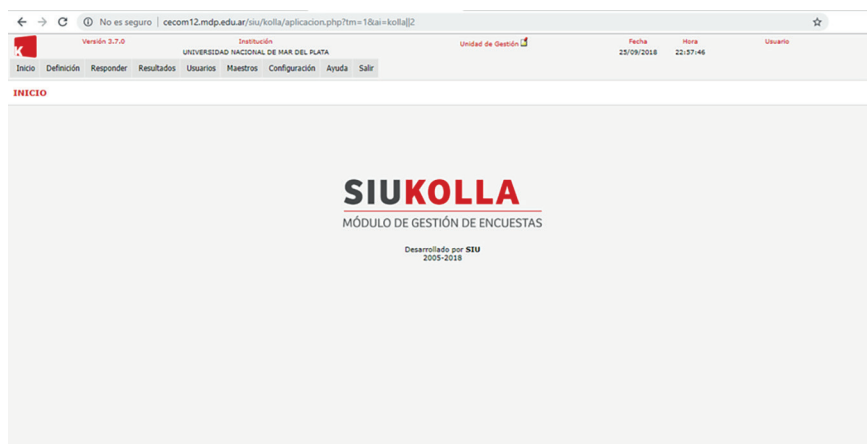 No es seguro | cecom12.mdp.edu.ar/siu/kolla/aplicacion.php?tm=1&ai=kolla||2
K
Versión 3.7.0 Institución Unidad de Gestión Fecha Hora Usuario
UNIVERSIDAD NACIONAL DE MAR DEL PLATA 25/09/2018 22:57:46
Inicio Definición Responder Resultados Usuarios Maestros Configuración Ayuda Salir
INICIO
SIUKOLLA
MÓDULO DE GESTIÓN DE ENCUESTAS
Desarrollado por SIU
2005-2018